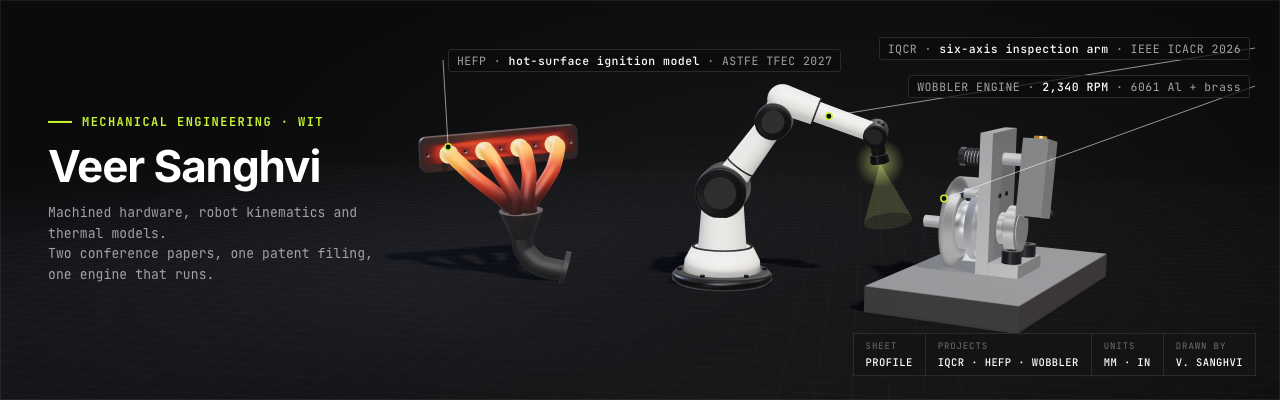 MECHANICAL ENGINEERING · WIT
Veer Sanghvi
Machined hardware, robot kinematics and
thermal models.
Two conference papers, one patent filing,
one engine that runs.
HEFP · hot-surface ignition model · ASTFE TFEC 2027
IQCR · six-axis inspection arm · IEEE ICACR 2026
WOBBLER ENGINE · 2,340 RPM · 6061 Al + brass
SHEET
PROFILE
PROJECTS
IQCR · HEFP · WOBBLER
UNITS
MM · IN
DRAWN BY
V. SANGHVI